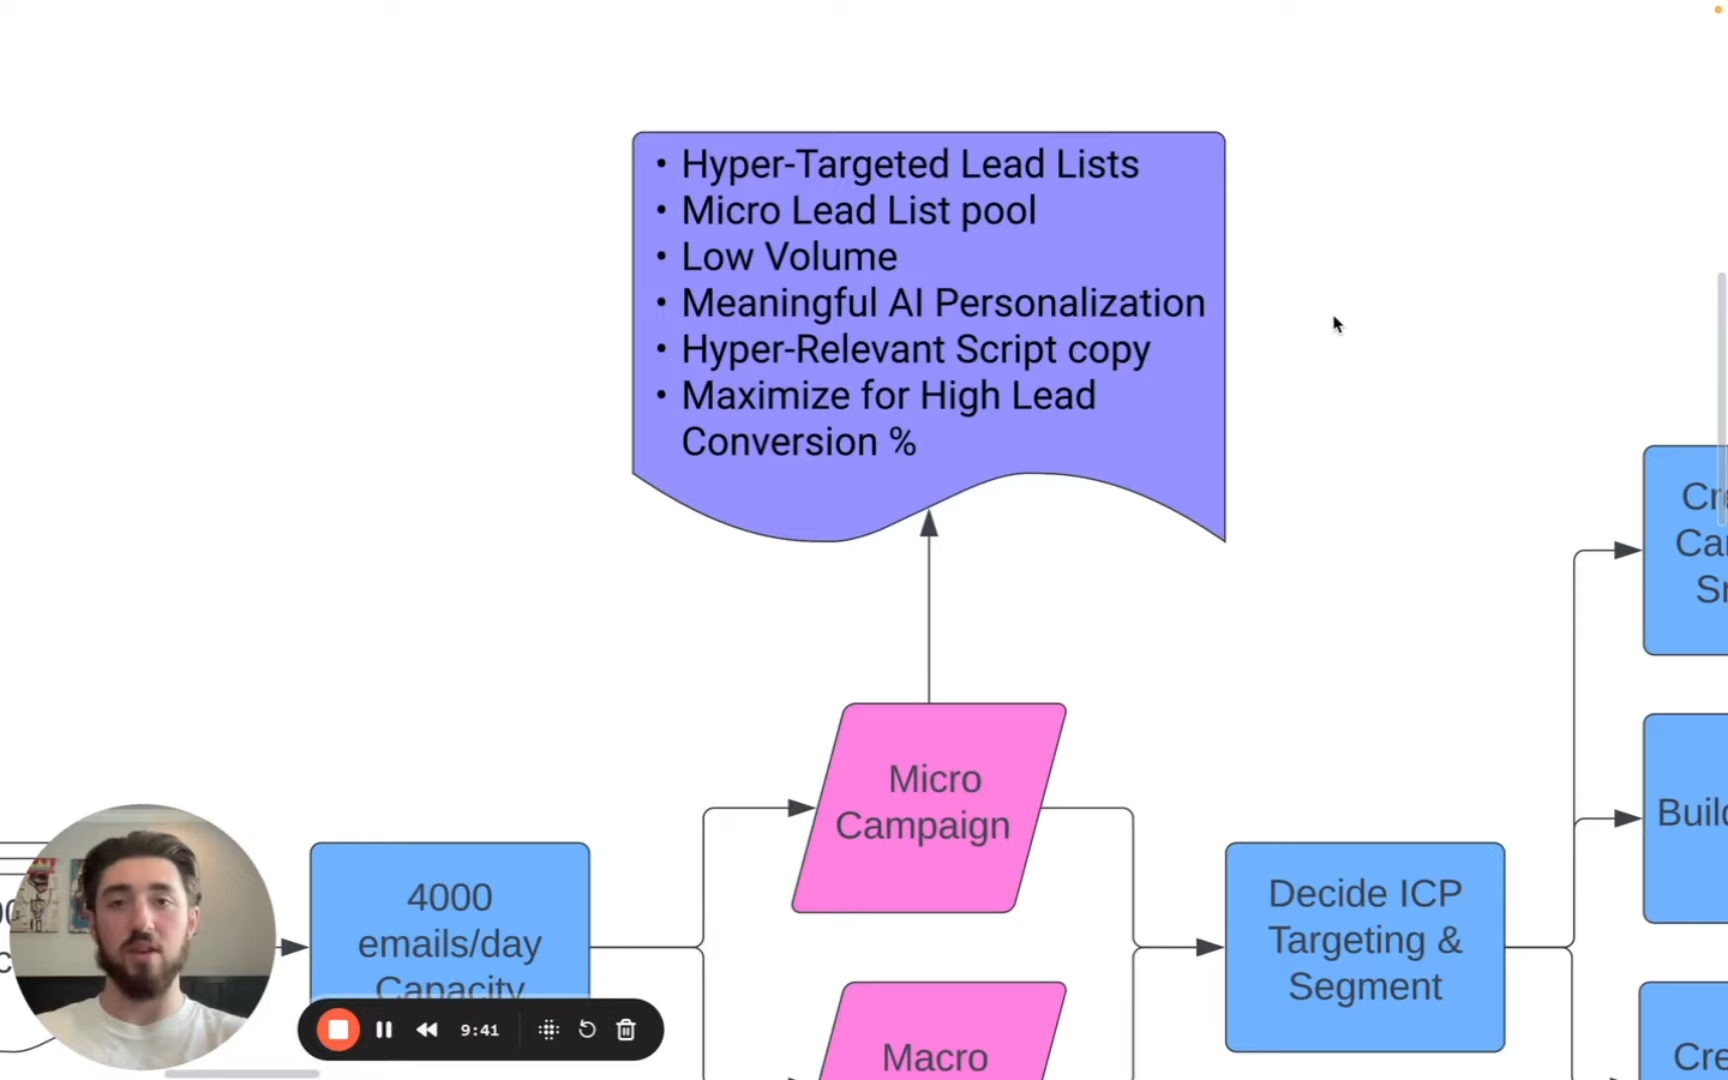 • Hyper-Targeted Lead Lists
• Micro Lead List pool
• Low Volume
• Meaningful AI Personalization
• Hyper-Relevant Script copy
• Maximize for High Lead
Conversion %
Micro
Campaign
4000
emails/day
Capacity
Decide ICP
Targeting &
Segment
Macro
9:41